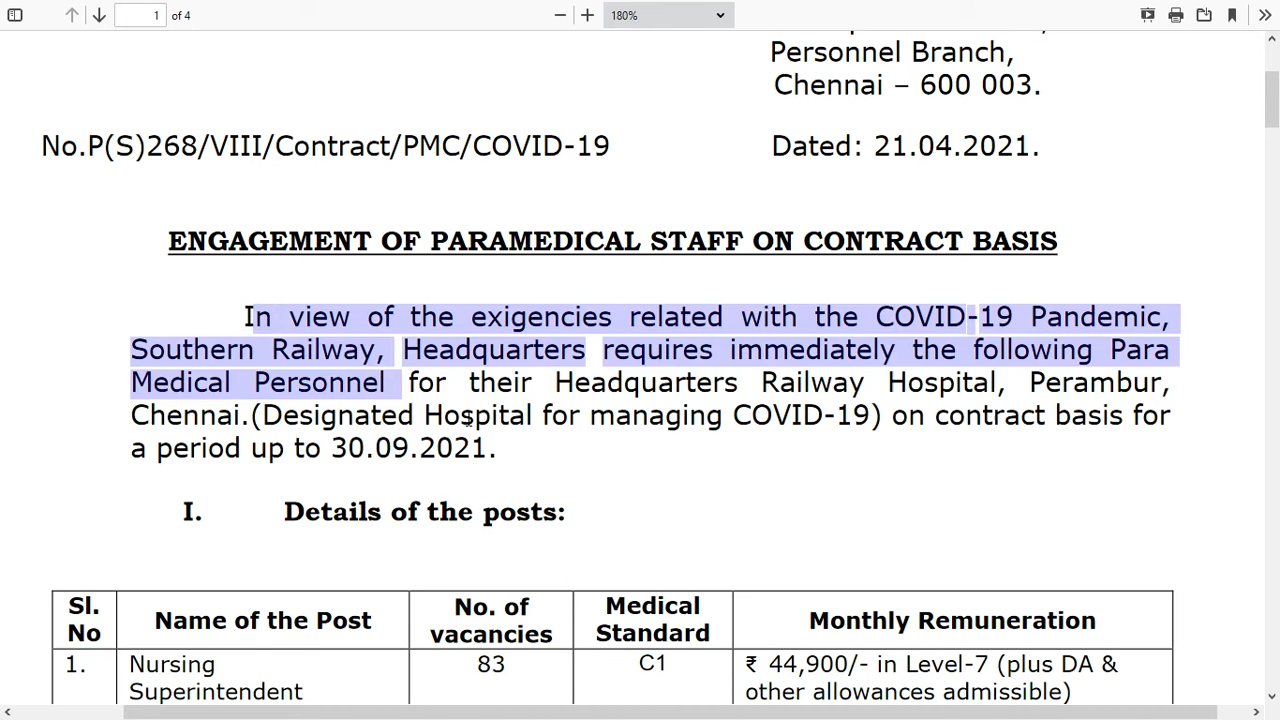 1 of 4 180%
Personnel Branch,
Chennai – 600 003.
No.P(S)268/VIII/Contract/PMC/COVID-19 Dated: 21.04.2021.
ENGAGEMENT OF PARAMEDICAL STAFF ON CONTRACT BASIS
In view of the exigencies related with the COVID-19 Pandemic,
Southern Railway, Headquarters requires immediately the following Para
Medical Personnel for their Headquarters Railway Hospital, Perambur,
Chennai.(Designated Hospital for managing COVID-19) on contract basis for
a period up to 30.09.2021.
I. Details of the posts:
Sl. No Name of the Post No. of vacancies Medical Standard Monthly Remuneration
1. Nursing Superintendent 83 C1 ₹ 44,900/- in Level-7 (plus DA &
other allowances admissible)